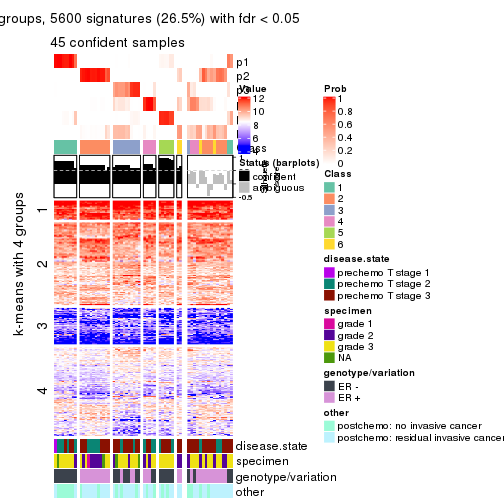 groups, 5600 signatures (26.5%) with fdr < 0.05
45 confident samples
p1
p2
Value
12
10
8
6
Status (barplots)
confident
ambiguous
-0.5
k-means with 4 groups
1
2
3
4
disease.state
specimen
genotype/variation
other
Prob
1
0.8
0.6
0.4
0.2
0
Class
1
2
3
4
5
6
disease.state
prechemo T stage 1
prechemo T stage 2
prechemo T stage 3
specimen
grade 1
grade 2
grade 3
NA
genotype/variation
ER -
ER +
other
postchemo: no invasive cancer
postchemo: residual invasive cancer